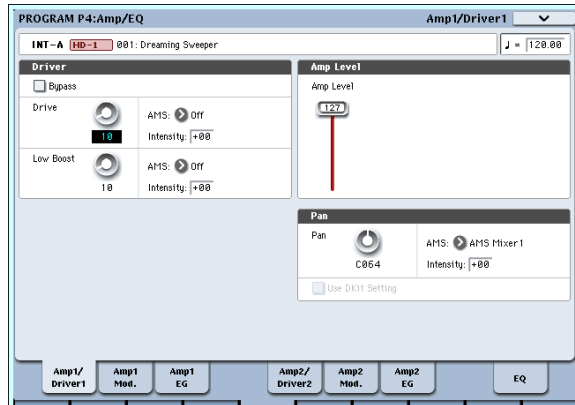 PROGRAM P4:Amp/EQ
Amp1/Driver1
INT-A HD-1 001: Dreaming Sweeper
♩ = 120.00
Driver
Bypass
Drive
AMS: Off
10
Intensity: +00
Low Boost
AMS: Off
10
Intensity: +00
Amp Level
Amp Level
127
Pan
Pan
AMS: AMS Mixer1
C064
Intensity: +00
Use DKit Setting
Amp1/ Driver1
Amp1 Mod.
Amp1 EG
Amp2/ Driver2
Amp2 Mod.
Amp2 EG
EQ